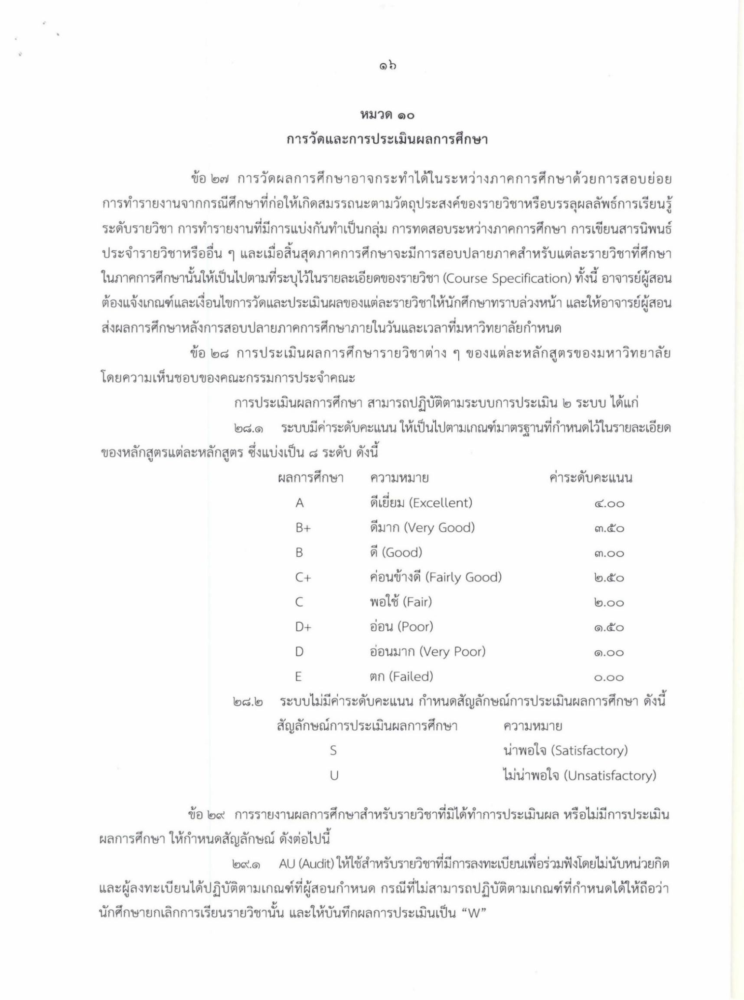 ๑๖
หมวด ๑๐
การวัดและการประเมินผลการศึกษา
ข้อ ๒๗ การวัดผลการศึกษาอาจกระทำได้ในระหว่างภาคการศึกษาด้วยการสอบย่อย
การทำรายงานจากกรณีศึกษาที่ก่อให้เกิดสมรรถนะตามวัตถุประสงค์ของรายวิชาหรือบรรลุผลลัพธ์การเรียนรู้
ระดับรายวิชา การทำรายงานที่มีการแบ่งกันทำเป็นกลุ่ม การทดสอบระหว่างภาคการศึกษา การเขียนสารนิพนธ์
ประจำรายวิชาหรืออื่น ๆ และเมื่อสิ้นสุดภาคการศึกษาจะมีการสอบปลายภาคสำหรับแต่ละรายวิชาที่ศึกษา
ในภาคการศึกษานั้นให้เป็นไปตามที่ระบุไว้ในรายละเอียดของรายวิชา (Course Specification) ทั้งนี้ อาจารย์ผู้สอน
ต้องแจ้งเกณฑ์และเงื่อนไขการวัดและประเมินผลของแต่ละรายวิชาให้นักศึกษาทราบล่วงหน้า และให้อาจารย์ผู้สอน
ส่งผลการศึกษาหลังการสอบปลายภาคการศึกษาภายในวันและเวลาที่มหาวิทยาลัยกำหนด
ข้อ ๒๘ การประเมินผลการศึกษารายวิชาต่าง ๆ ของแต่ละหลักสูตรของมหาวิทยาลัย
โดยความเห็นชอบของคณะกรรมการประจำคณะ
การประเมินผลการศึกษา สามารถปฏิบัติตามระบบการประเมิน ๒ ระบบ ได้แก่
๒๘.๑ ระบบมีค่าระดับคะแนน ให้เป็นไปตามเกณฑ์มาตรฐานที่กำหนดไว้ในรายละเอียด
ของหลักสูตรแต่ละหลักสูตร ซึ่งแบ่งเป็น ๘ ระดับ ดังนี้
ผลการศึกษา ความหมาย ค่าระดับคะแนน
A ดีเยี่ยม (Excellent) ๔.๐๐
B+ ดีมาก (Very Good) ๓.๕๐
B ดี (Good) ๓.๐๐
C+ ค่อนข้างดี (Fairly Good) ๒.๕๐
C พอใช้ (Fair) ๒.๐๐
D+ อ่อน (Poor) ๑.๕๐
D อ่อนมาก (Very Poor) ๑.๐๐
E ตก (Failed) ๐.๐๐
๒๘.๒ ระบบไม่มีค่าระดับคะแนน กำหนดสัญลักษณ์การประเมินผลการศึกษา ดังนี้
สัญลักษณ์การประเมินผลการศึกษา ความหมาย
S น่าพอใจ (Satisfactory)
U ไม่น่าพอใจ (Unsatisfactory)
ข้อ ๒๙ การรายงานผลการศึกษาสำหรับรายวิชาที่มิได้ทำการประเมินผล หรือไม่มีการประเมิน
ผลการศึกษา ให้กำหนดสัญลักษณ์ ดังต่อไปนี้
๒๙.๑ AU (Audit) ให้ใช้สำหรับรายวิชาที่มีการลงทะเบียนเพื่อร่วมฟังโดยไม่นับหน่วยกิต
และผู้ลงทะเบียนได้ปฏิบัติตามเกณฑ์ที่ผู้สอนกำหนด กรณีที่ไม่สามารถปฏิบัติตามเกณฑ์ที่กำหนดได้ให้ถือว่า
นักศึกษายกเลิกการเรียนรายวิชานั้น และให้บันทึกผลการประเมินเป็น “W”